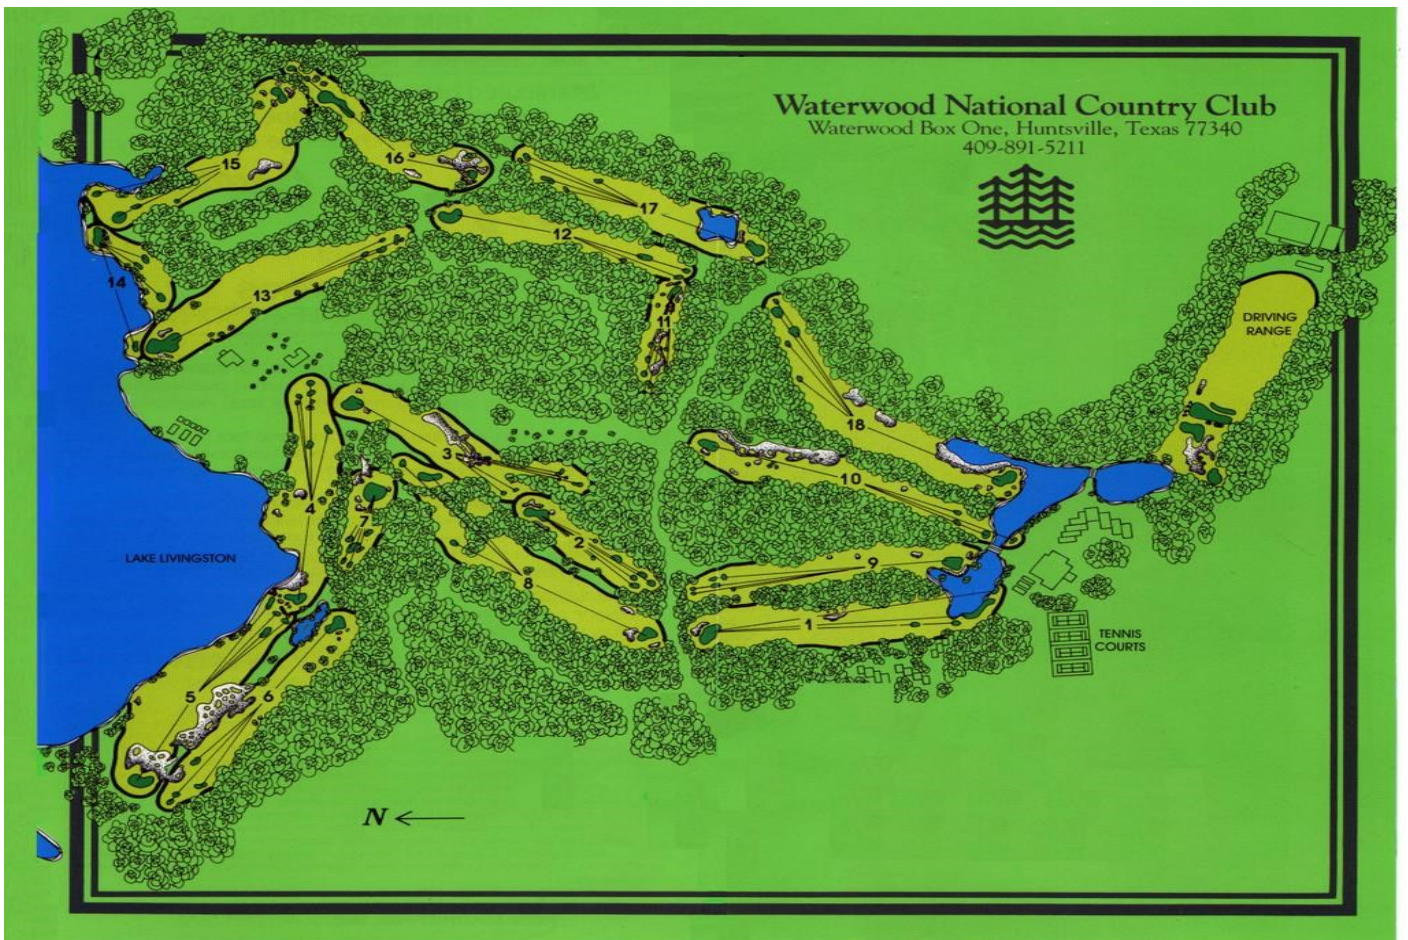 Waterwood National Country Club
Waterwood Box One, Huntsville, Texas 77340
409-891-5211
15
16
17
12
14
13
11
DRIVING
RANGE
18
3
10
4
7
2
LAKE LIVINGSTON
9
8
1
TENNIS
COURTS
5
6
N